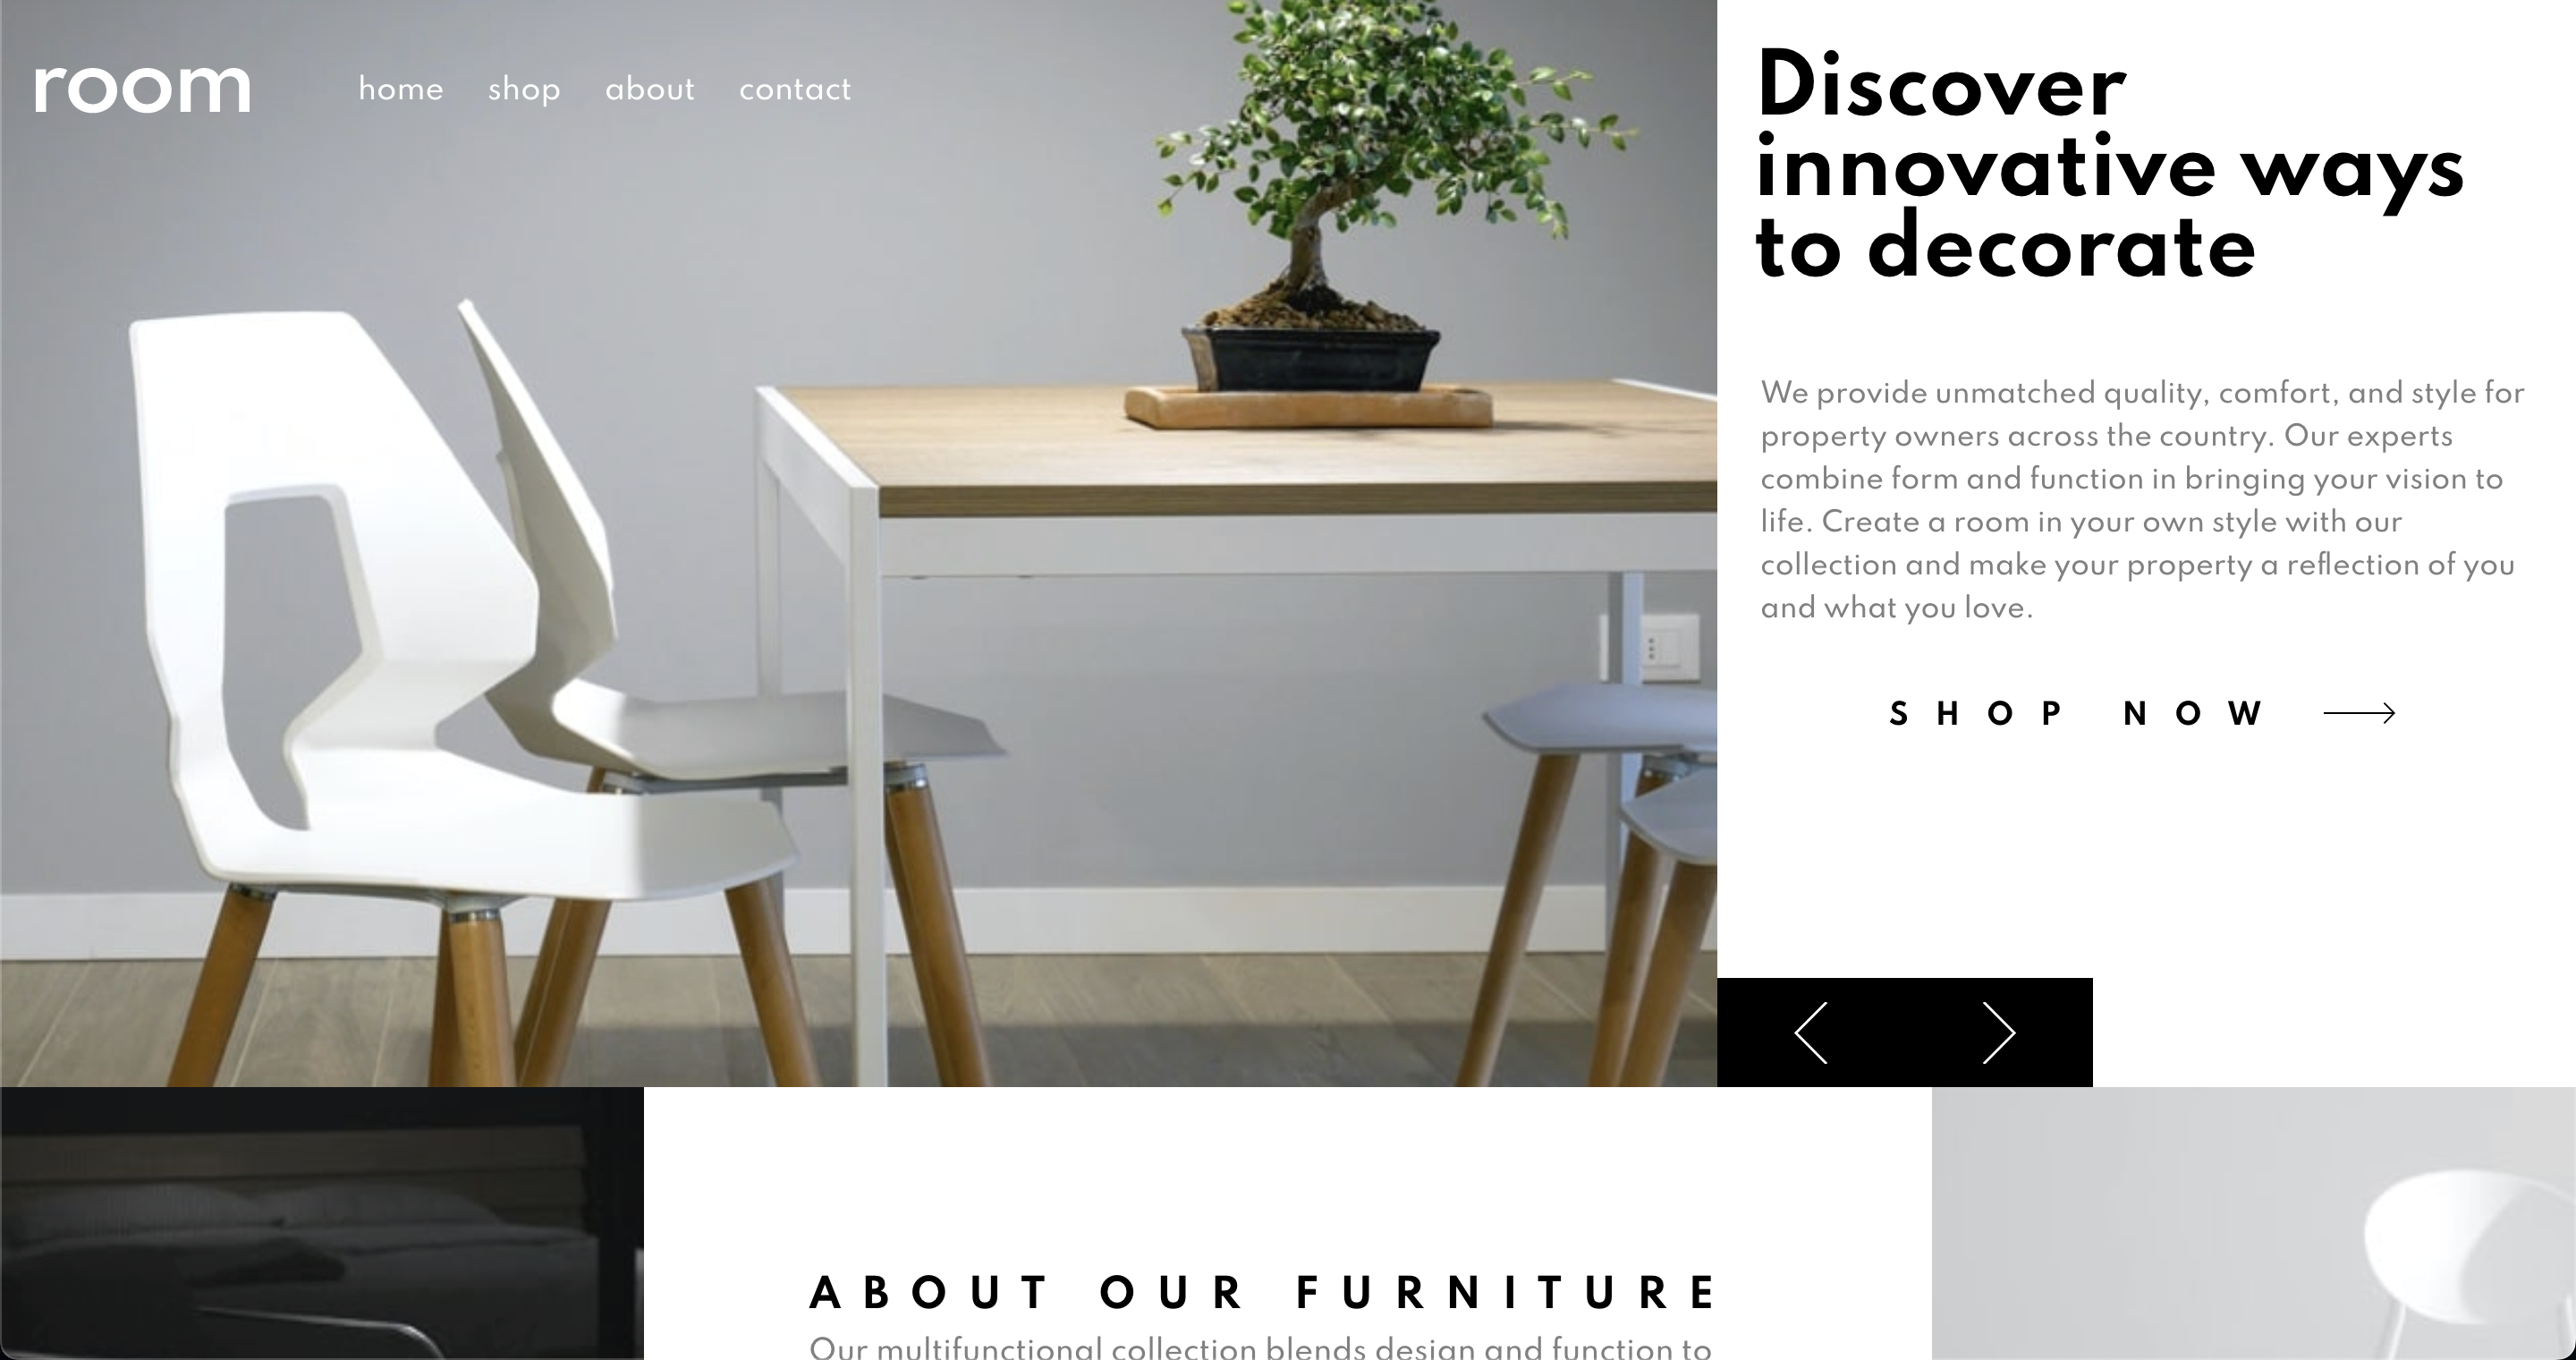 room
home shop about contact
Discover
innovative ways
to decorate
We provide unmatched quality, comfort, and style for
property owners across the country. Our experts
combine form and function in bringing your vision to
life. Create a room in your own style with our
collection and make your property a reflection of you
and what you love.
SHOP NOW
ABOUT OUR FURNITURE
Our multifunctional collection blends design and function to